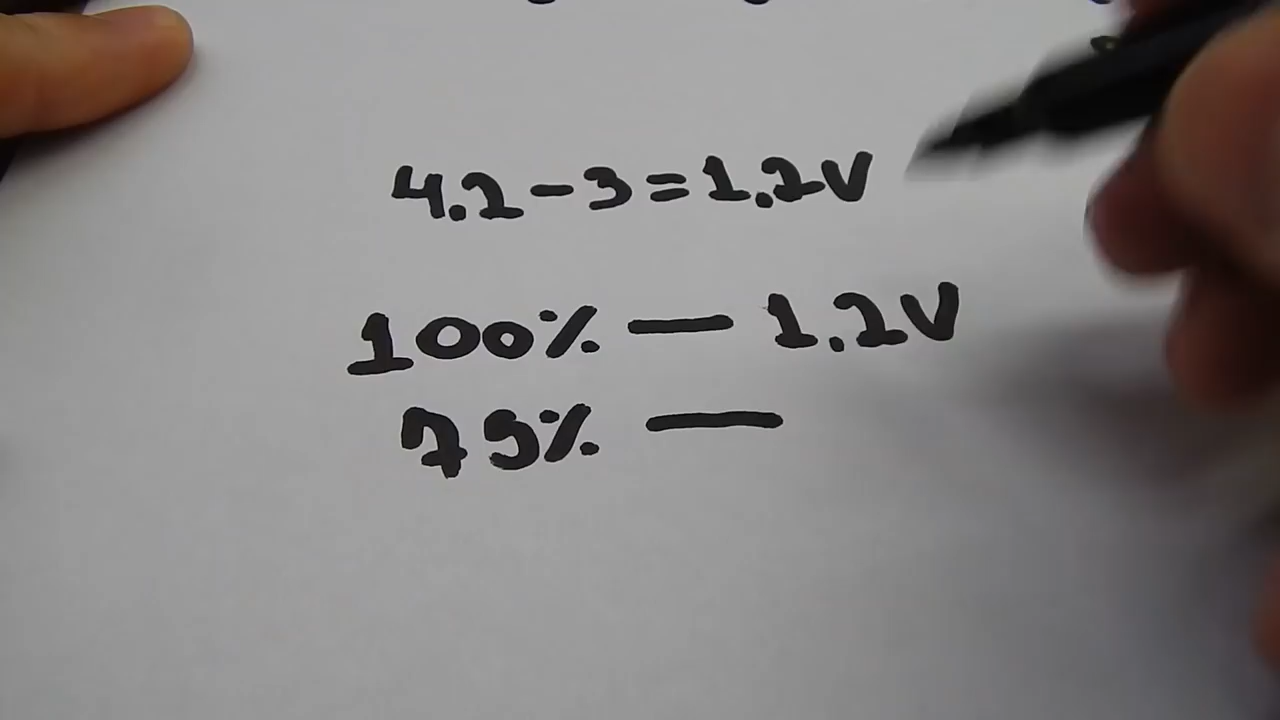 4.2-3=1.2V
100% — 1.2V
75% —